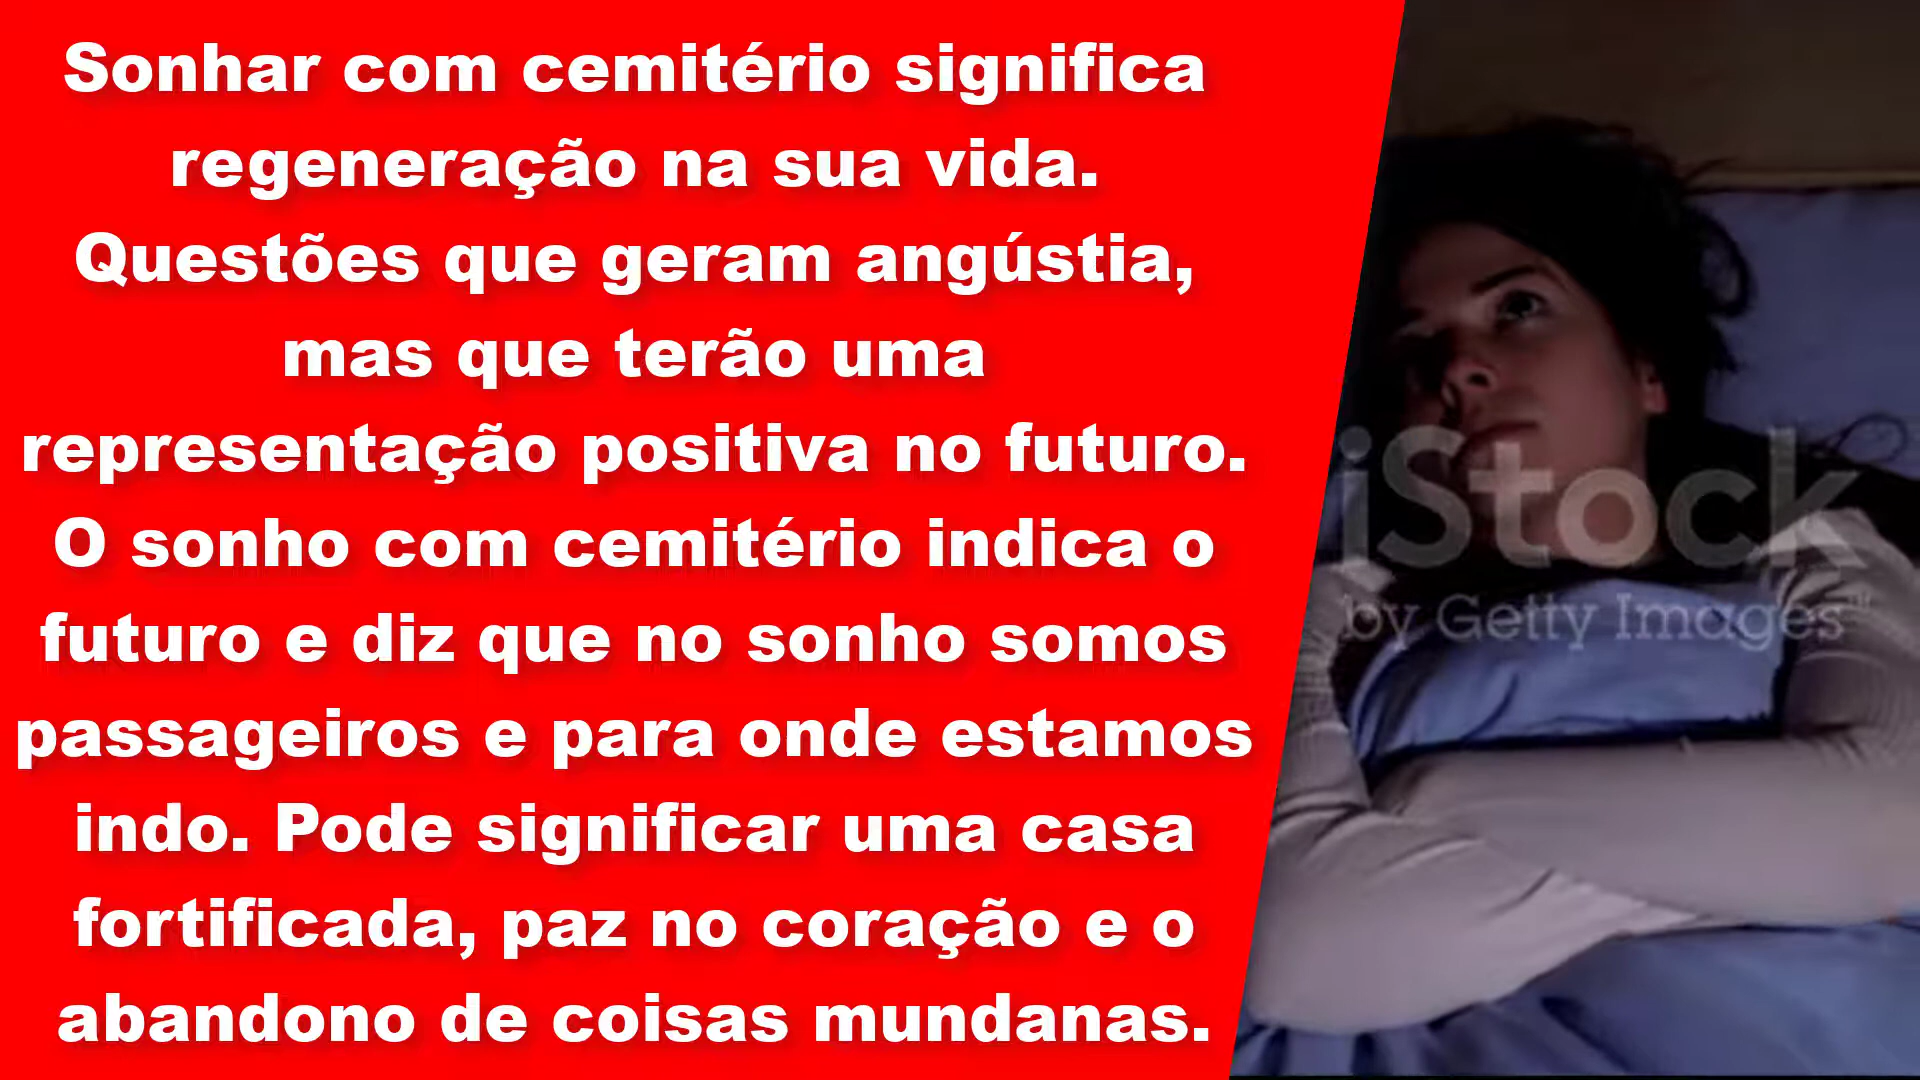 Sonhar com cemitério significa
regeneração na sua vida.
Questões que geram angústia,
mas que terão uma
representação positiva no futuro.
O sonho com cemitério indica o
futuro e diz que no sonho somos
passageiros e para onde estamos
indo. Pode significar uma casa
fortificada, paz no coração e o
abandono de coisas mundanas.
iStock
by Getty Images™